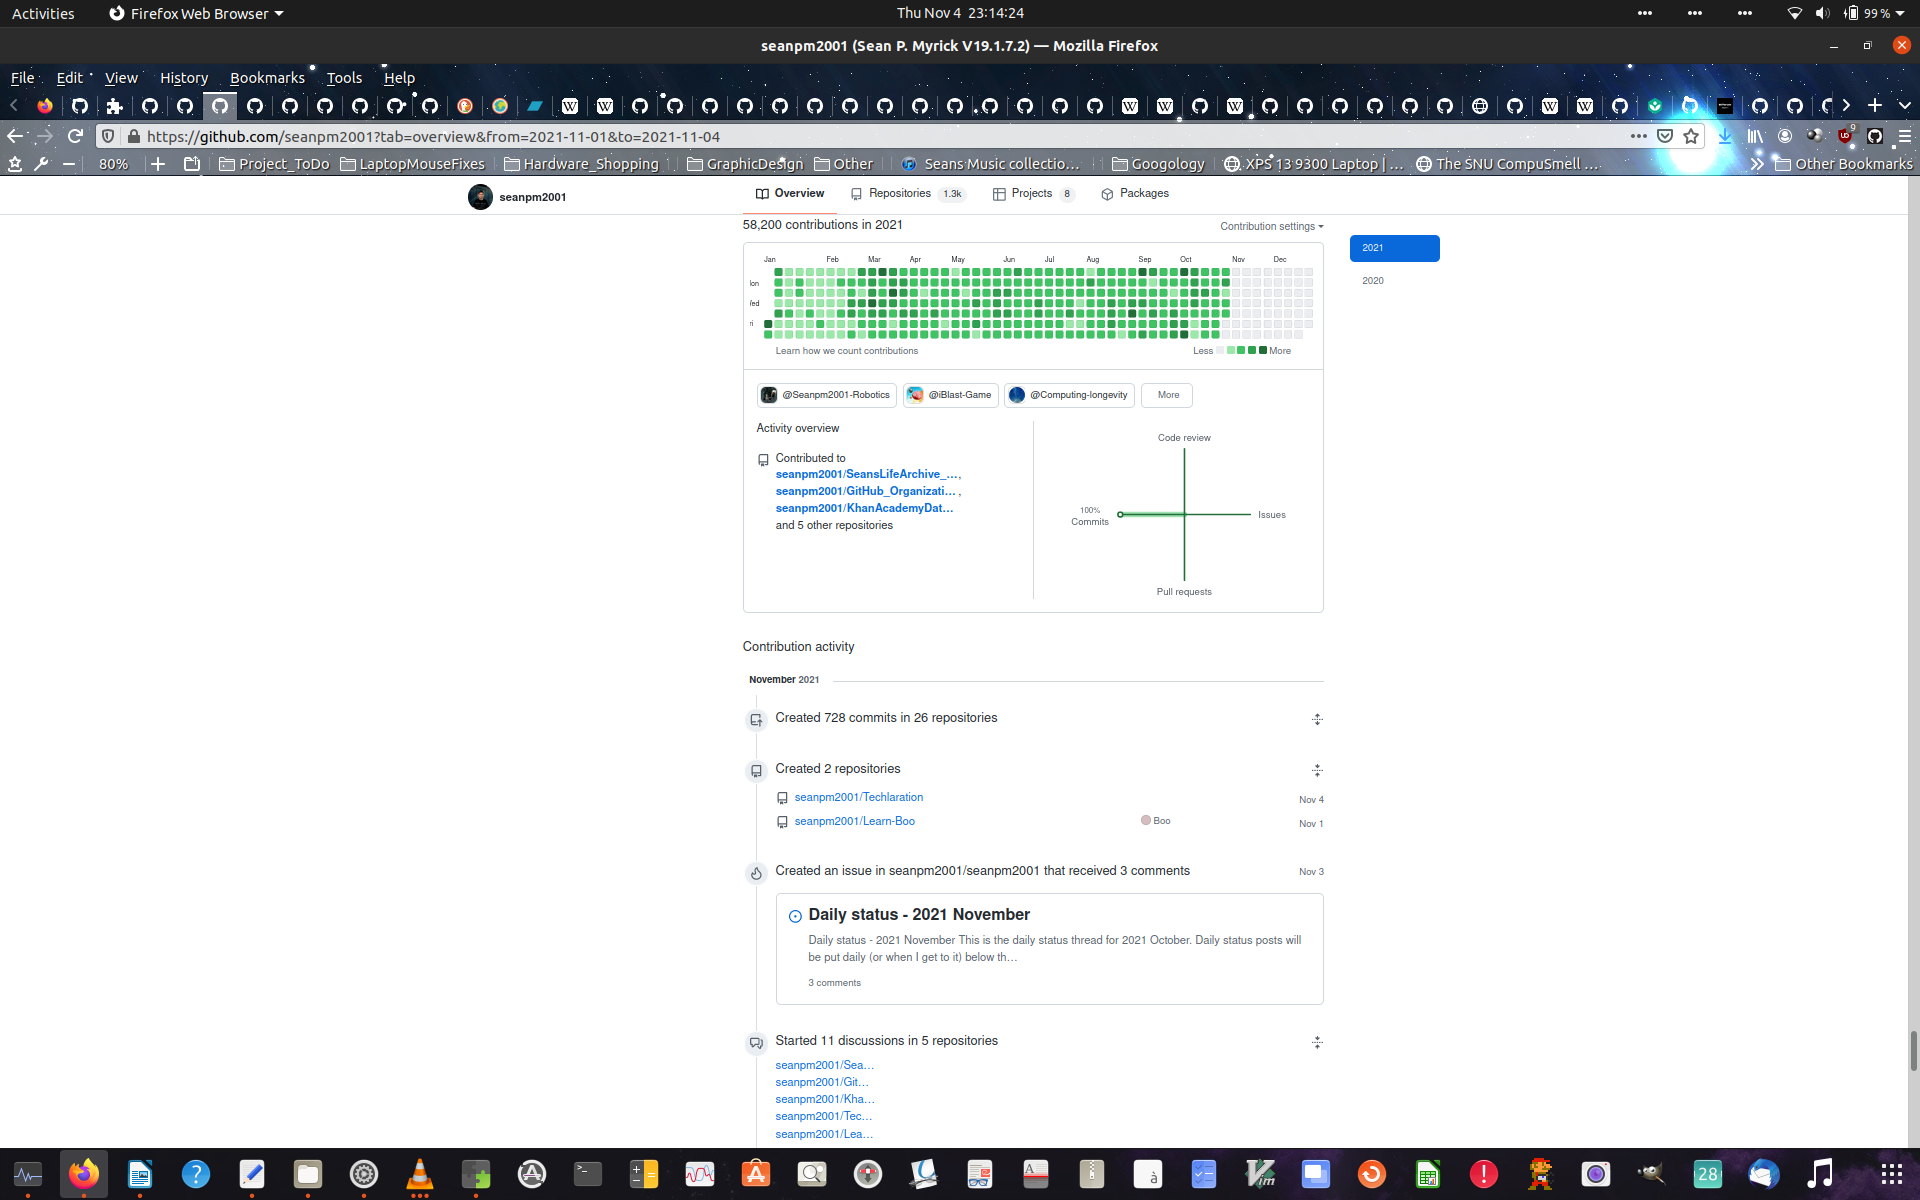 Activities
Firefox Web Browser
Thu Nov 4 23:14:24
99 %
seanpm2001 (Sean P. Myrick V19.1.7.2) — Mozilla Firefox
File Edit View History Bookmarks Tools Help
https://github.com/seanpm2001?tab=overview&from=2021-11-01&to=2021-11-04
9
80%
Project_ToDo
LaptopMouseFixes
Hardware_Shopping
GraphicDesign
Other
Seans Music collectio…
Googology
XPS 13 9300 Laptop | …
The SNU CompuSmell …
Other Bookmarks
seanpm2001
Overview
Repositories 1.3k
Projects 8
Packages
58,200 contributions in 2021
Contribution settings
2021
2020
Jan Feb Mar Apr May Jun Jul Aug Sep Oct Nov Dec
lon
/ed
ri
Learn how we count contributions
Less More
@Seanpm2001-Robotics
@iBlast-Game
@Computing-longevity
More
Activity overview
Contributed to
seanpm2001/SeansLifeArchive_…,
seanpm2001/GitHub_Organizati… ,
seanpm2001/KhanAcademyDat…
and 5 other repositories
Code review
100%
Commits
Issues
Pull requests
Contribution activity
November 2021
Created 728 commits in 26 repositories
Created 2 repositories
seanpm2001/Techlaration
Nov 4
seanpm2001/Learn-Boo
Boo
Nov 1
Created an issue in seanpm2001/seanpm2001 that received 3 comments
Nov 3
Daily status - 2021 November
Daily status - 2021 November This is the daily status thread for 2021 October. Daily status posts will
be put daily (or when I get to it) below th…
3 comments
Started 11 discussions in 5 repositories
seanpm2001/Sea…
seanpm2001/Git…
seanpm2001/Kha…
seanpm2001/Tec…
seanpm2001/Lea…
28